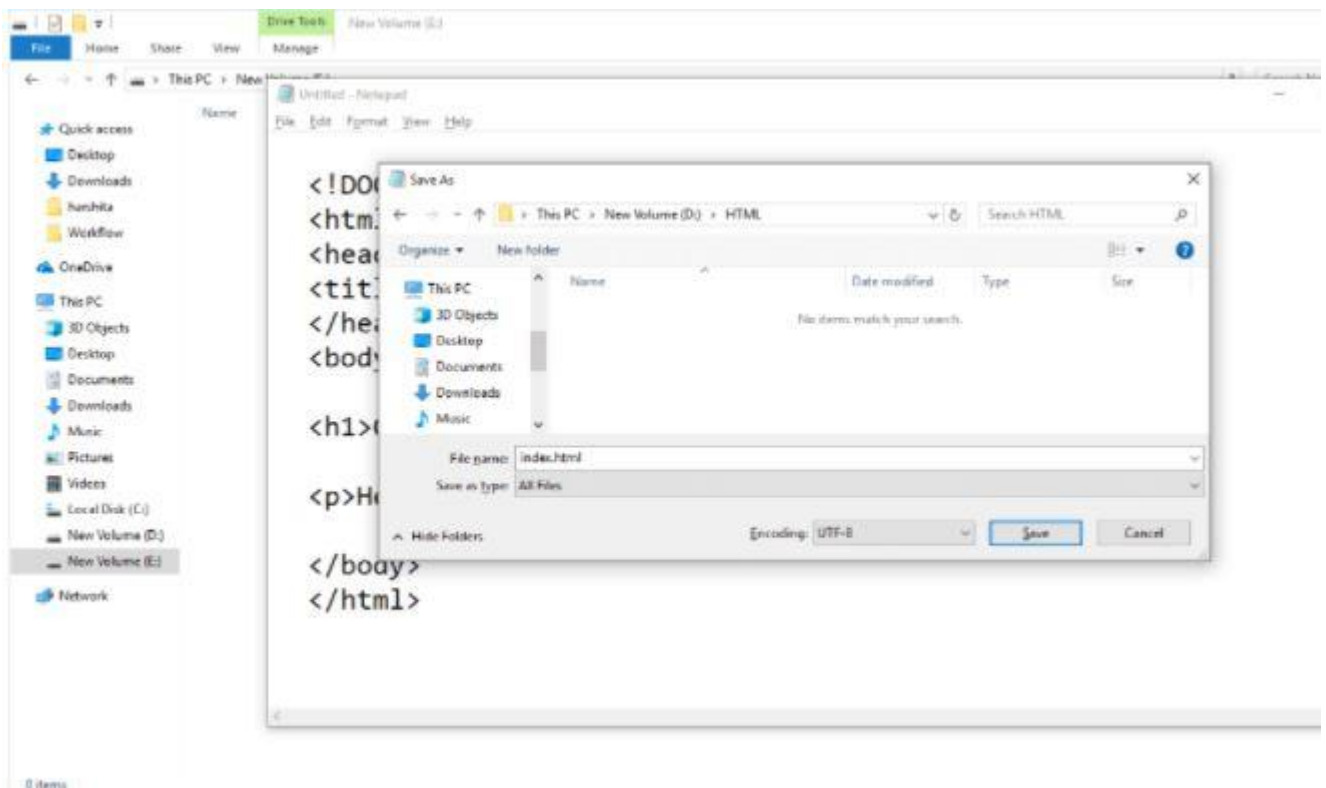 Drive Tools New Volume (E:)
File Home Share View Manage
This PC > New
Name
Quick access
Desktop
Downloads
harshita
Workflow
OneDrive
This PC
3D Objects
Desktop
Documents
Downloads
Music
Pictures
Videos
Local Disk (C:)
New Volume (D:)
New Volume (E:)
Network
0 items
Untitled - Notepad
File Edit Format View Help
<!DO
<htm
<hea
<tit
</hea
<body
<h1>
<p>He
</body>
</html>
Save As
This PC > New Volume (D:) > HTML
Search HTML
Organize New folder
Name Date modified Type Size
No items match your search.
This PC
3D Objects
Desktop
Documents
Downloads
Music
File name: index.html
Save as type: All Files
Hide Folders Encoding: UTF-8 Save Cancel